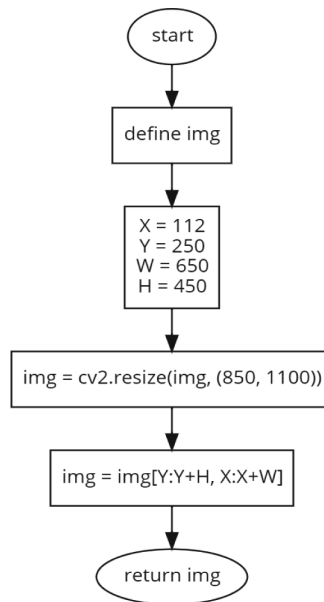 start
define img
X = 112
Y = 250
W = 650
H = 450
img = cv2.resize(img, (850, 1100))
img = img[Y:Y+H, X:X+W]
return img